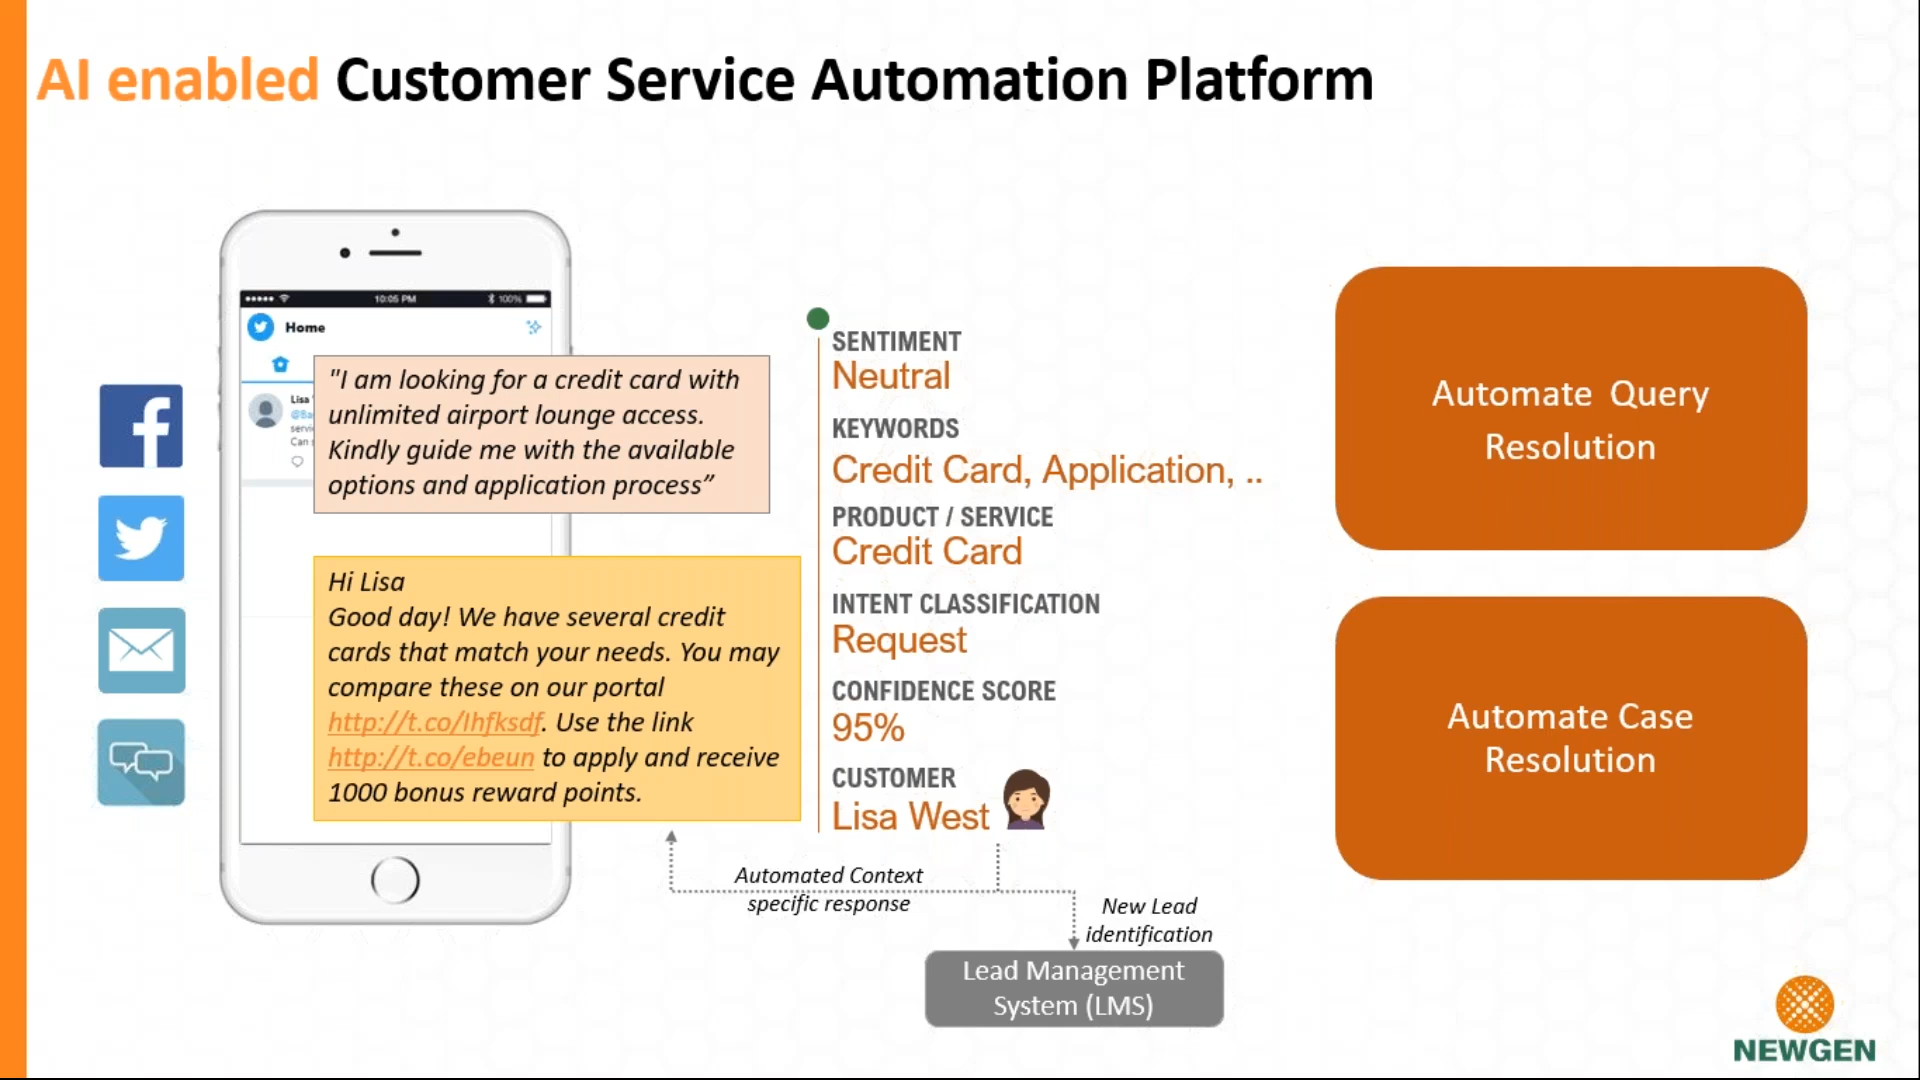 AI enabled Customer Service Automation Platform
10:05 PM
100%
Home
Lisa
Can
"I am looking for a credit card with
unlimited airport lounge access.
Kindly guide me with the available
options and application process”
Hi Lisa
Good day! We have several credit
cards that match your needs. You may
compare these on our portal
http://t.co/lhfksdf. Use the link
http://t.co/ebeun to apply and receive
1000 bonus reward points.
SENTIMENT
Neutral
KEYWORDS
Credit Card, Application, ..
PRODUCT / SERVICE
Credit Card
INTENT CLASSIFICATION
Request
CONFIDENCE SCORE
95%
CUSTOMER
Lisa West
Automated Context
specific response
New Lead
identification
Lead Management
System (LMS)
Automate Query
Resolution
Automate Case
Resolution
NEWGEN